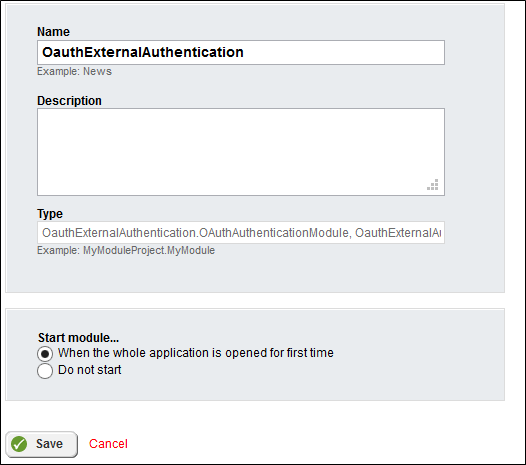 Name
OauthExternalAuthentication
Example: News
Description
Type
OauthExternalAuthentication.OAuthAuthenticationModule, OauthExternalAu
Example: MyModuleProject.MyModule
Start module...
When the whole application is opened for first time
Do not start
Save Cancel